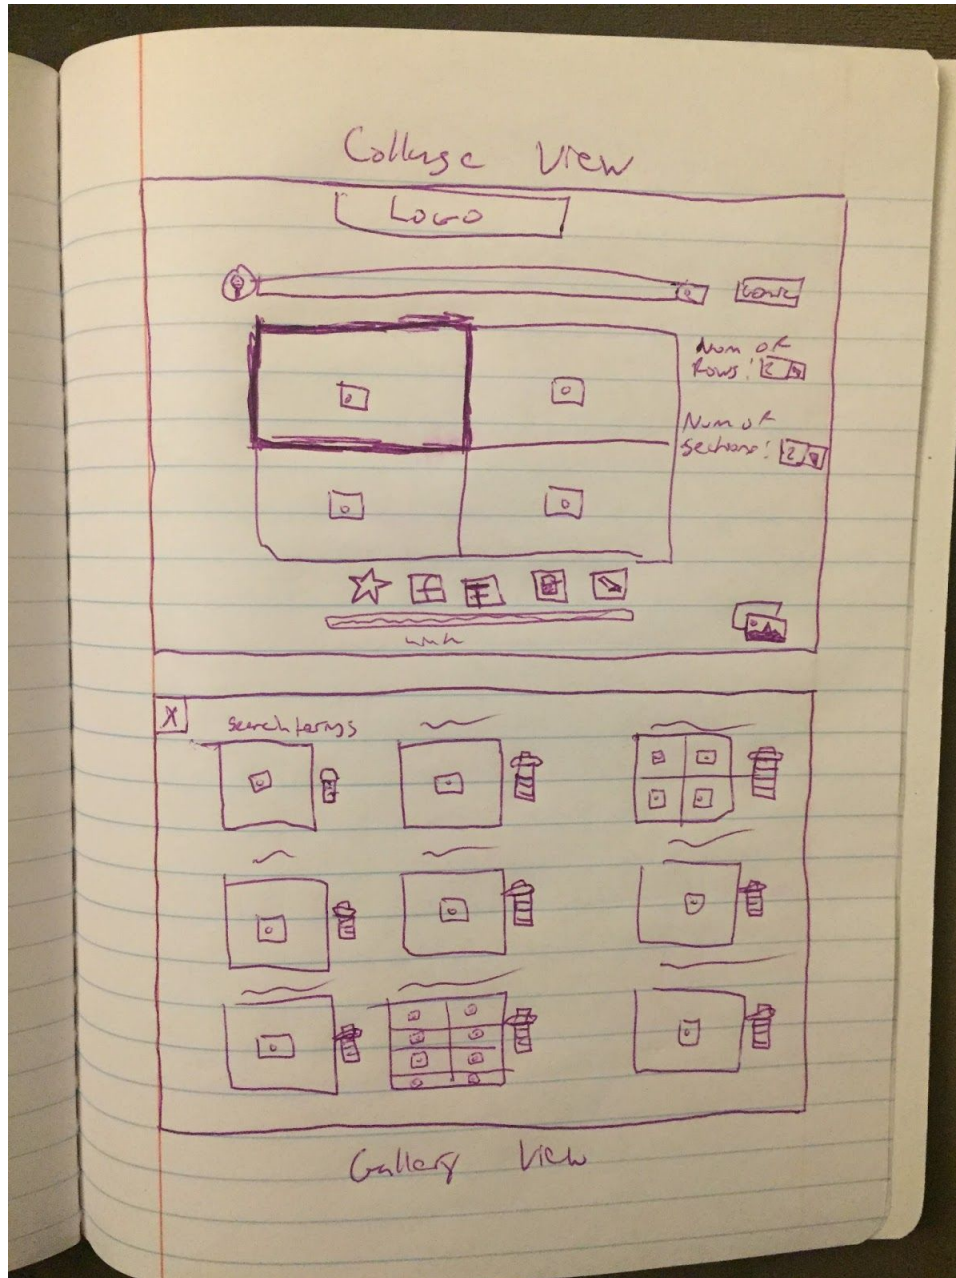 Collage View
Logo
Num of
Rows: 2
Num of
sections: 2
X
search terms
Gallery View